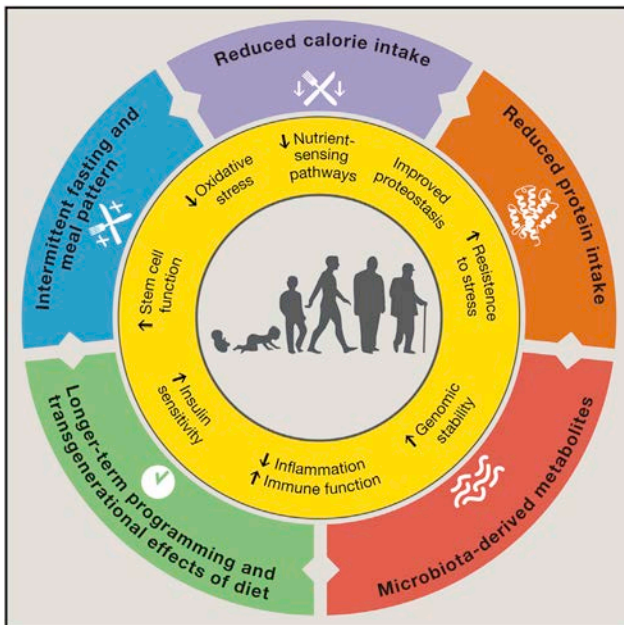 Reduced calorie intake
Reduced protein intake
Microbiota-derived metabolites
Longer-term programming and
transgenerational effects of diet
Intermittent fasting and
meal pattern
↓ Nutrient-
sensing
pathways
Improved
proteostasis
↑ Resistence
to stress
↑ Genomic
stability
↓ Inflammation
↑ Immune function
↑ Insulin
sensitivity
↑ Stem cell
function
↓ Oxidative
stress